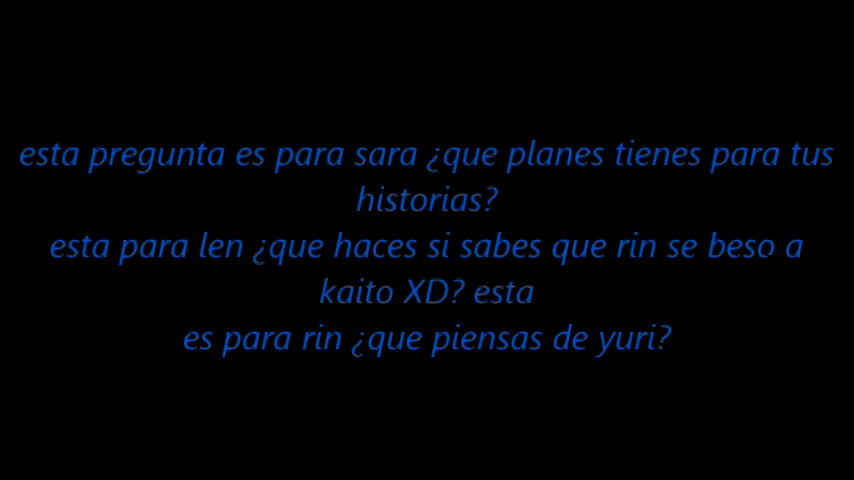 esta pregunta es para sara ¿que planes tienes para tus
historias?
esta para len ¿que haces si sabes que rin se beso a
kaito XD? esta
es para rin ¿que piensas de yuri?